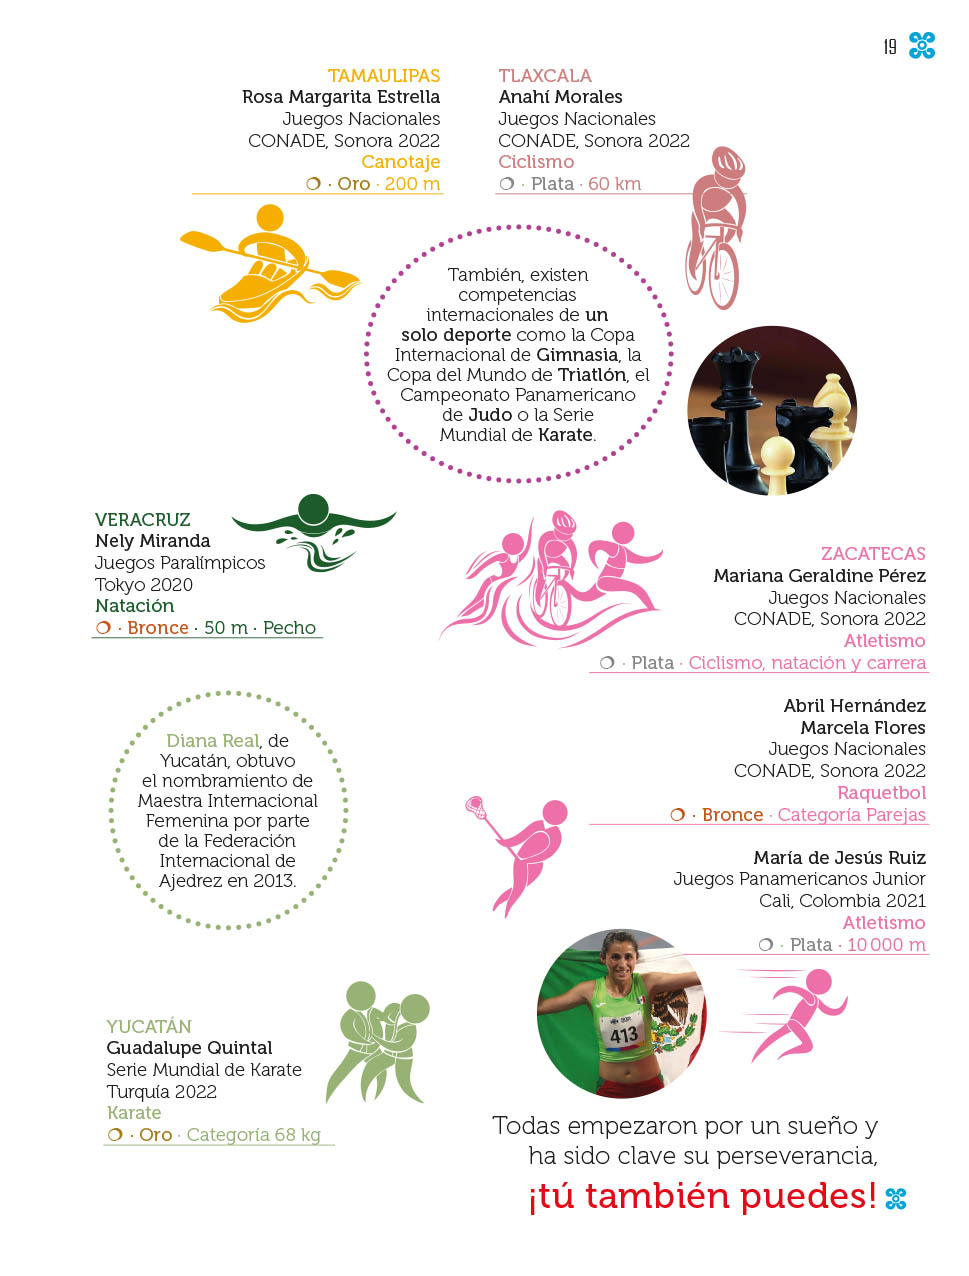 19
TAMAULIPAS
Rosa Margarita Estrella
Juegos Nacionales
CONADE, Sonora 2022
Canotaje
· Oro · 200 m
TLAXCALA
Anahí Morales
Juegos Nacionales
CONADE, Sonora 2022
Ciclismo
· Plata · 60 km
También, existen
competencias
internacionales de un
solo deporte como la Copa
Internacional de Gimnasia, la
Copa del Mundo de Triatlón, el
Campeonato Panamericano
de Judo o la Serie
Mundial de Karate.
VERACRUZ
Nely Miranda
Juegos Paralímpicos
Tokyo 2020
Natación
· Bronce · 50 m · Pecho
ZACATECAS
Mariana Geraldine Pérez
Juegos Nacionales
CONADE, Sonora 2022
Atletismo
· Plata · Ciclismo, natación y carrera
Abril Hernández
Marcela Flores
Juegos Nacionales
CONADE, Sonora 2022
Raquetbol
· Bronce · Categoría Parejas
Diana Real, de
Yucatán, obtuvo
el nombramiento de
Maestra Internacional
Femenina por parte
de la Federación
Internacional de
Ajedrez en 2013.
María de Jesús Ruiz
Juegos Panamericanos Junior
Cali, Colombia 2021
Atletismo
· Plata · 10 000 m
413
YUCATÁN
Guadalupe Quintal
Serie Mundial de Karate
Turquía 2022
Karate
· Oro · Categoría 68 kg
Todas empezaron por un sueño y
ha sido clave su perseverancia,
¡tú también puedes!